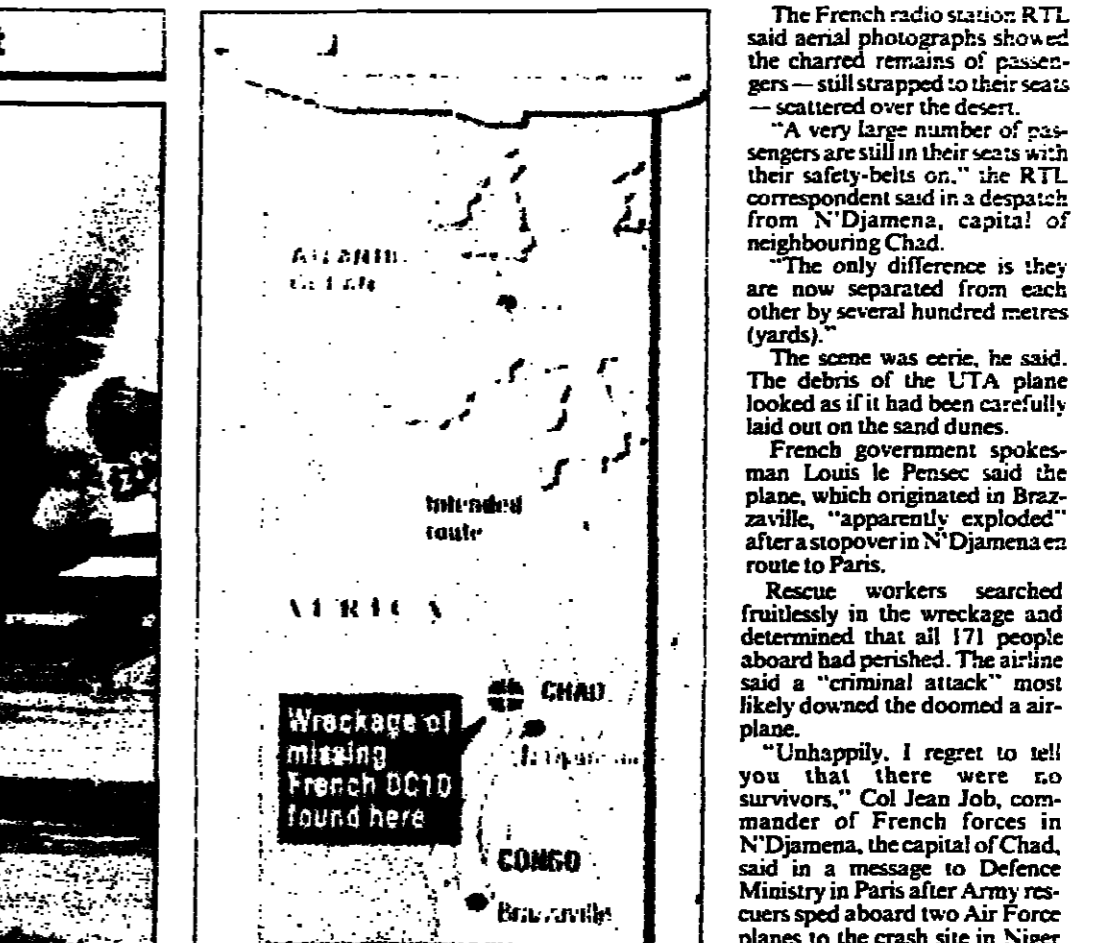 Intended
route
CHAD
Wreckage of
missing
French DC10
found here
CONGO
Brazzaville
The French radio station RTL
said aerial photographs showed
the charred remains of passen-
gers — still strapped to their seats
— scattered over the desert.
"A very large number of pas-
sengers are still in their seats with
their safety-belts on," the RTL
correspondent said in a despatch
from N'Djamena, capital of
neighbouring Chad.
"The only difference is they
are now separated from each
other by several hundred metres
(yards)."
The scene was eerie, he said.
The debris of the UTA plane
looked as if it had been carefully
laid out on the sand dunes.
French government spokes-
man Louis le Pensec said the
plane, which originated in Braz-
zaville, "apparently exploded"
after a stopover in N'Djamena en
route to Paris.
Rescue workers searched
fruitlessly in the wreckage and
determined that all 171 people
aboard had perished. The airline
said a "criminal attack" most
likely downed the doomed a air-
plane.
"Unhappily, I regret to tell
you that there were no
survivors," Col Jean Job, com-
mander of French forces in
N'Djamena, the capital of Chad,
said in a message to Defence
Ministry in Paris after Army res-
cuers sped aboard two Air Force
planes to the crash site in Niger